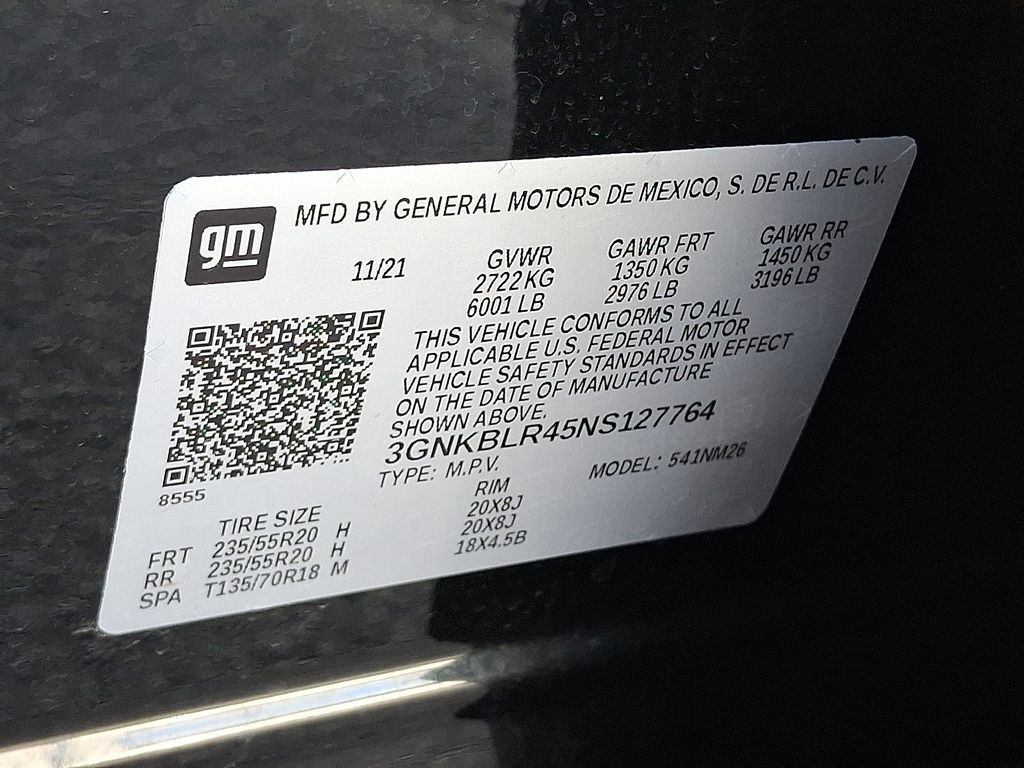 gm
MFD BY GENERAL MOTORS DE MEXICO, S. DE R.L. DE C.V.
11/21 GVWR GAWR FRT GAWR RR
2722 KG 1350 KG 1450 KG
6001 LB 2976 LB 3196 LB
THIS VEHICLE CONFORMS TO ALL
APPLICABLE U.S. FEDERAL MOTOR
VEHICLE SAFETY STANDARDS IN EFFECT
ON THE DATE OF MANUFACTURE
SHOWN ABOVE.
3GNKBLR45NS127764
TYPE: M.P.V. MODEL: 541NM26
8555
TIRE SIZE RIM
FRT 235/55R20 H 20X8J
RR 235/55R20 H 20X8J
SPA T135/70R18 M 18X4.5B